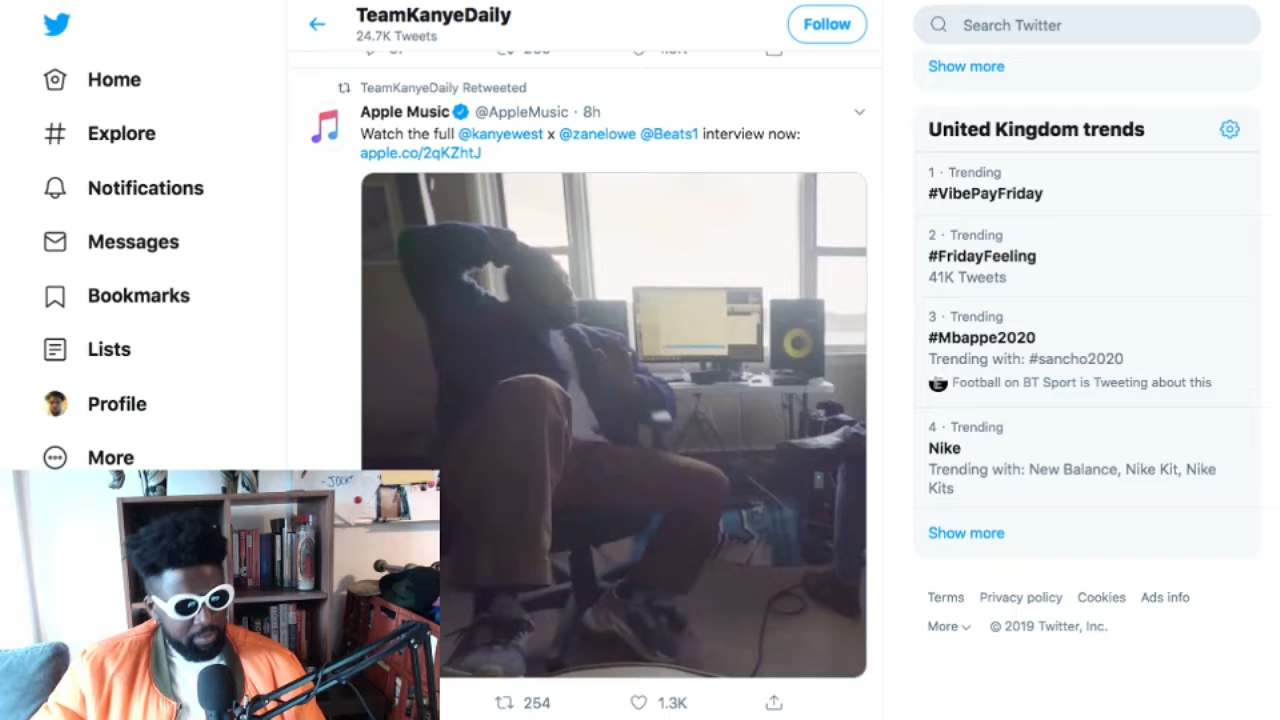 Home
Explore
Notifications
Messages
Bookmarks
Lists
Profile
More
TeamKanyeDaily
24.7K Tweets
Follow
TeamKanyeDaily Retweeted
Apple Music @AppleMusic · 8h
Watch the full @kanyewest x @zanelowe @Beats1 interview now:
apple.co/2qKZhtJ
254
1.3K
Search Twitter
Show more
United Kingdom trends
1 · Trending
#VibePayFriday
2 · Trending
#FridayFeeling
41K Tweets
3 · Trending
#Mbappe2020
Trending with: #sancho2020
Football on BT Sport is Tweeting about this
4 · Trending
Nike
Trending with: New Balance, Nike Kit, Nike
Kits
Show more
Terms Privacy policy Cookies Ads info
More © 2019 Twitter, Inc.